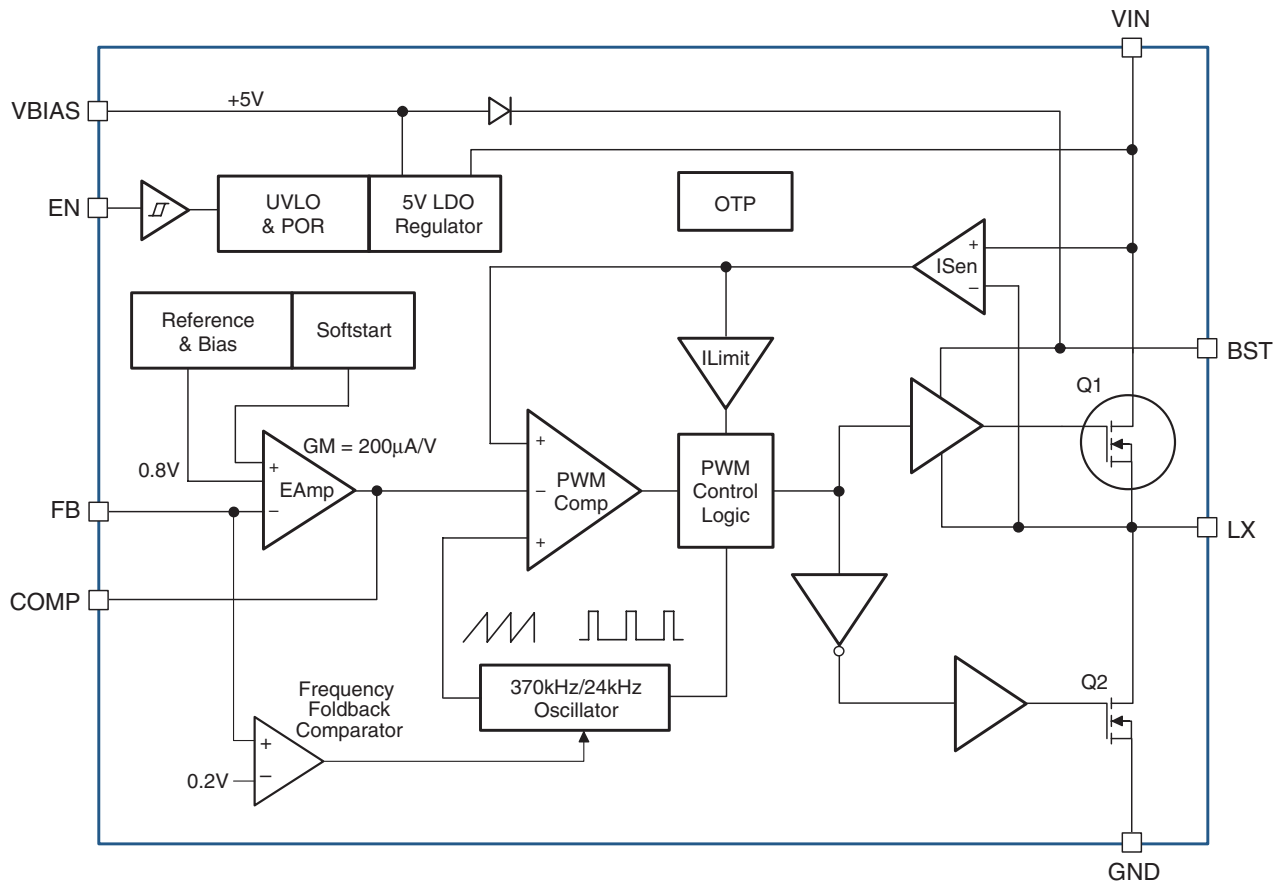 VIN
VBIAS
+5V
EN
UVLO
& POR
5V LDO
Regulator
OTP
+
ISen
−
Reference
& Bias
Softstart
ILimit
BST
Q1
GM = 200µA/V
0.8V
+
EAmp
−
+
PWM
Comp
−
+
PWM
Control
Logic
FB
LX
COMP
370kHz/24kHz
Oscillator
Frequency
Foldback
Comparator
Q2
+
0.2V
−
GND